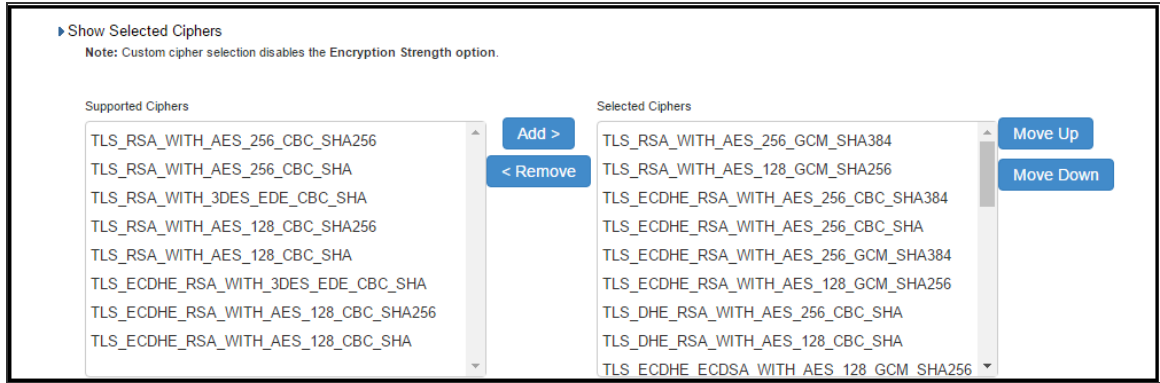 Show Selected Ciphers
Note: Custom cipher selection disables the Encryption Strength option.
Supported Ciphers
TLS_RSA_WITH_AES_256_CBC_SHA256
TLS_RSA_WITH_AES_256_CBC_SHA
TLS_RSA_WITH_3DES_EDE_CBC_SHA
TLS_RSA_WITH_AES_128_CBC_SHA256
TLS_RSA_WITH_AES_128_CBC_SHA
TLS_ECDHE_RSA_WITH_3DES_EDE_CBC_SHA
TLS_ECDHE_RSA_WITH_AES_128_CBC_SHA256
TLS_ECDHE_RSA_WITH_AES_128_CBC_SHA
Add >
< Remove
Selected Ciphers
TLS_RSA_WITH_AES_256_GCM_SHA384
TLS_RSA_WITH_AES_128_GCM_SHA256
TLS_ECDHE_RSA_WITH_AES_256_CBC_SHA384
TLS_ECDHE_RSA_WITH_AES_256_CBC_SHA
TLS_ECDHE_RSA_WITH_AES_256_GCM_SHA384
TLS_ECDHE_RSA_WITH_AES_128_GCM_SHA256
TLS_DHE_RSA_WITH_AES_256_CBC_SHA
TLS_DHE_RSA_WITH_AES_128_CBC_SHA
TLS_ECDHE_ECDSA_WITH_AES_128_GCM_SHA256
Move Up
Move Down